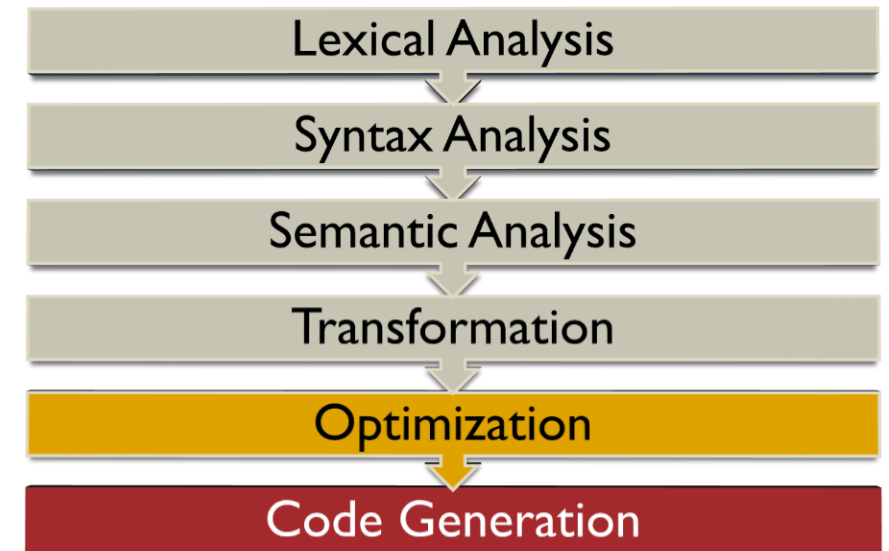 Lexical Analysis
Syntax Analysis
Semantic Analysis
Transformation
Optimization
Code Generation